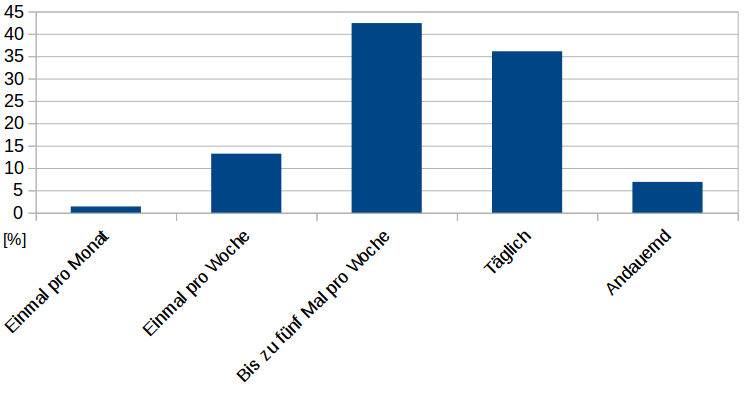 45
40
35
30
25
20
15
10
5
0
[%]
Einmal pro Monat
Einmal pro Woche
Bis zu fünf Mal pro Woche
Täglich
Andauernd